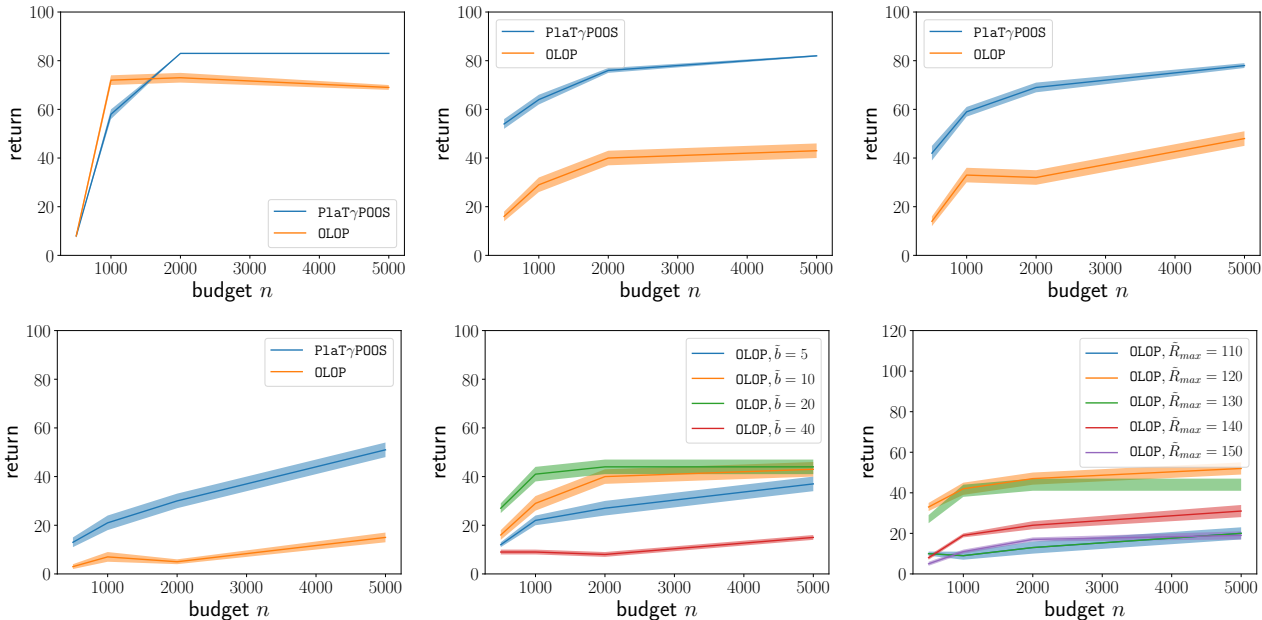 100
80
60
40
20
0
return
PlaTγPOOS
OLOP
1000 2000 3000 4000 5000
budget n
100
80
60
40
20
0
return
PlaTγPOOS
OLOP
1000 2000 3000 4000 5000
budget n
100
80
60
40
20
0
return
PlaTγPOOS
OLOP
1000 2000 3000 4000 5000
budget n
100
80
60
40
20
0
return
PlaTγPOOS
OLOP
1000 2000 3000 4000 5000
budget n
100
80
60
40
20
0
return
OLOP, b̃ = 5
OLOP, b̃ = 10
OLOP, b̃ = 20
OLOP, b̃ = 40
1000 2000 3000 4000 5000
budget n
120
100
80
60
40
20
0
return
OLOP, R̃max = 110
OLOP, R̃max = 120
OLOP, R̃max = 130
OLOP, R̃max = 140
OLOP, R̃max = 150
1000 2000 3000 4000 5000
budget n